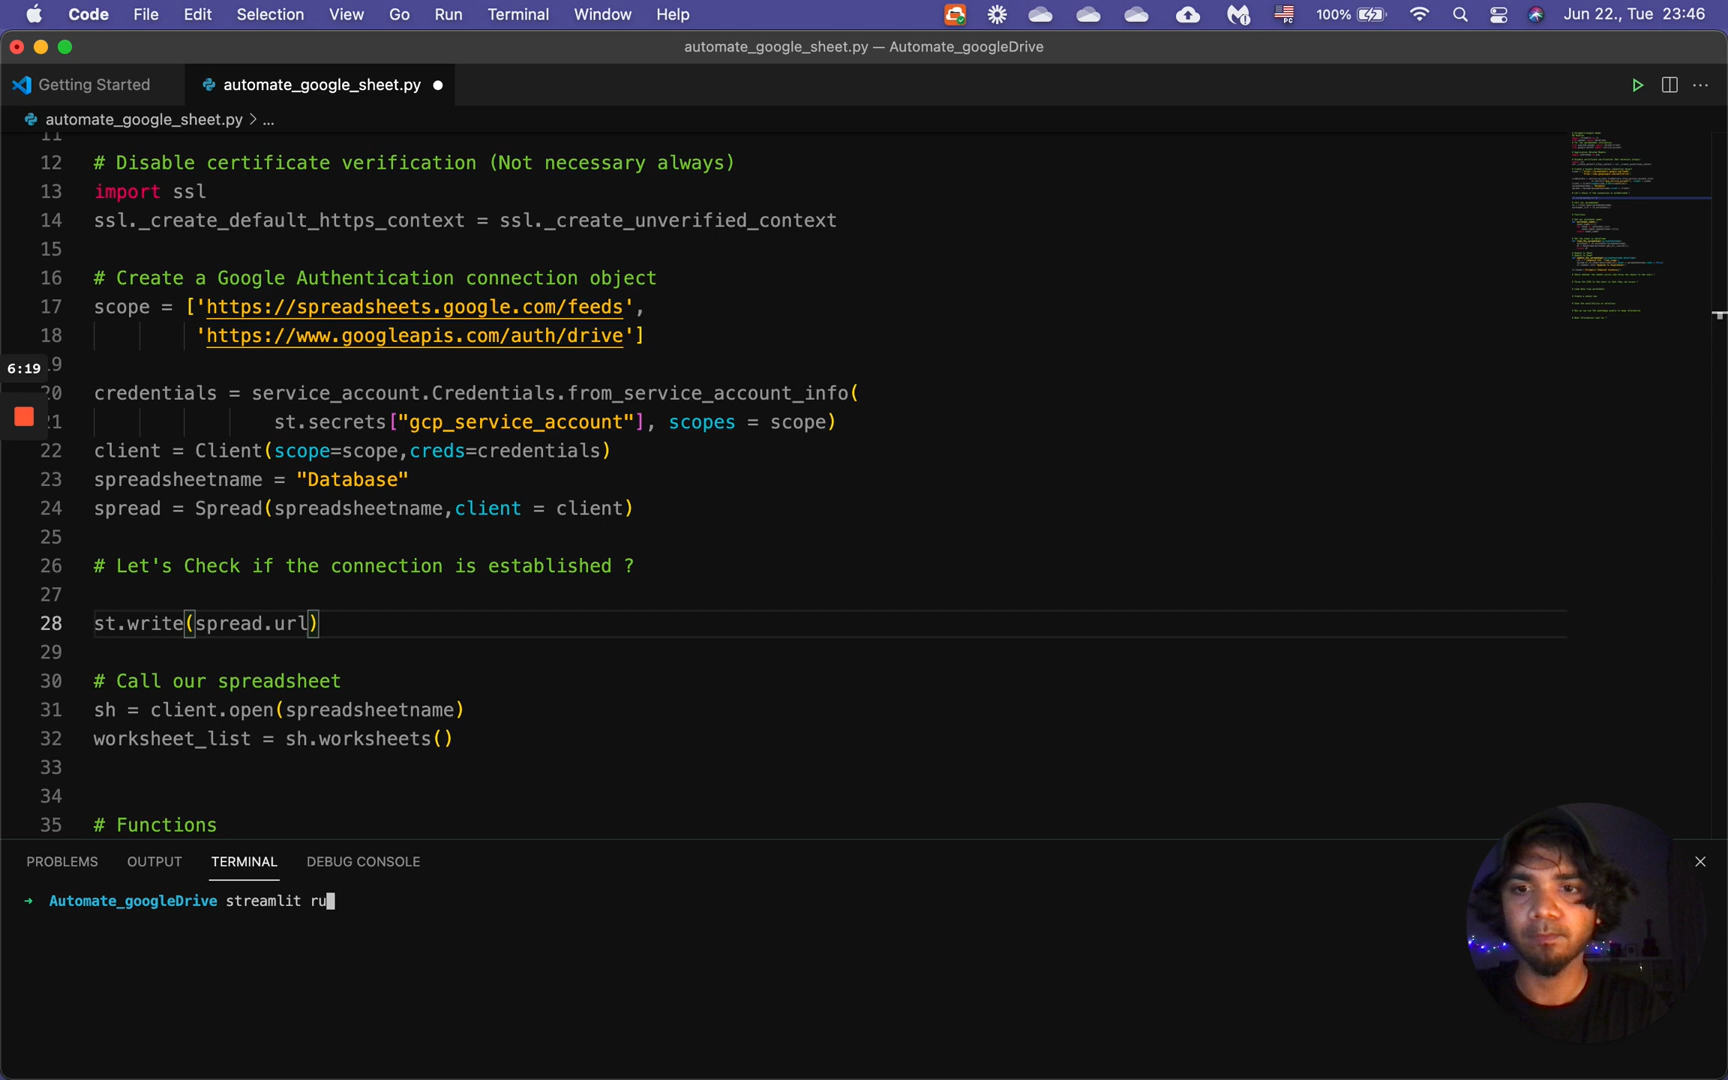 Code File Edit Selection View Go Run Terminal Window Help 100% Jun 22., Tue 23:46
automate_google_sheet.py — Automate_googleDrive
Getting Started automate_google_sheet.py
automate_google_sheet.py > ...
11
12 # Disable certificate verification (Not necessary always)
13 import ssl
14 ssl._create_default_https_context = ssl._create_unverified_context
15
16 # Create a Google Authentication connection object
17 scope = ['https://spreadsheets.google.com/feeds',
18 'https://www.googleapis.com/auth/drive']
6:19 19
20 credentials = service_account.Credentials.from_service_account_info(
21 st.secrets["gcp_service_account"], scopes = scope)
22 client = Client(scope=scope,creds=credentials)
23 spreadsheetname = "Database"
24 spread = Spread(spreadsheetname,client = client)
25
26 # Let's Check if the connection is established ?
27
28 st.write(spread.url)
29
30 # Call our spreadsheet
31 sh = client.open(spreadsheetname)
32 worksheet_list = sh.worksheets()
33
34
35 # Functions
PROBLEMS OUTPUT TERMINAL DEBUG CONSOLE
→ Automate_googleDrive streamlit ru